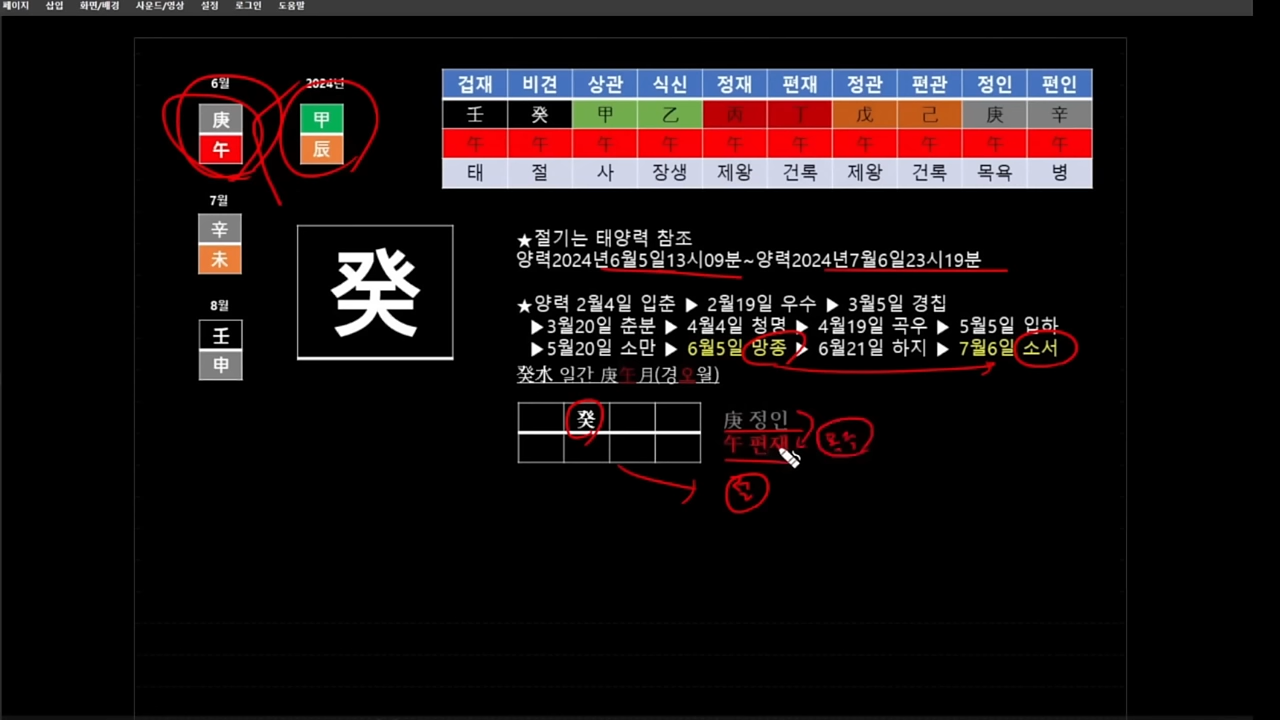 페이지 삽입 화면/배경 사운드/영상 설정 로그인 도움말
6월 2024년
庚 甲
午 辰
7월
辛
未
8월
壬
申
癸
겁재 비견 상관 식신 정재 편재 정관 편관 정인 편인
壬 癸 甲 乙 丙 丁 戊 己 庚 辛
午 午 午 午 午 午 午 午 午 午
태 절 사 장생 제왕 건록 제왕 건록 목욕 병
★절기는 태양력 참조
양력2024년6월5일13시09분~양력2024년7월6일23시19분
★양력 2월4일 입춘 ▶ 2월19일 우수 ▶ 3월5일 경칩
▶3월20일 춘분 ▶ 4월4일 청명 ▶ 4월19일 곡우 ▶ 5월5일 입하
▶5월20일 소만 ▶ 6월5일 망종 ▶ 6월21일 하지 ▶ 7월6일 소서
癸水 일간 庚午月(경오월)
癸
庚 정인
午 편재
목욕
절